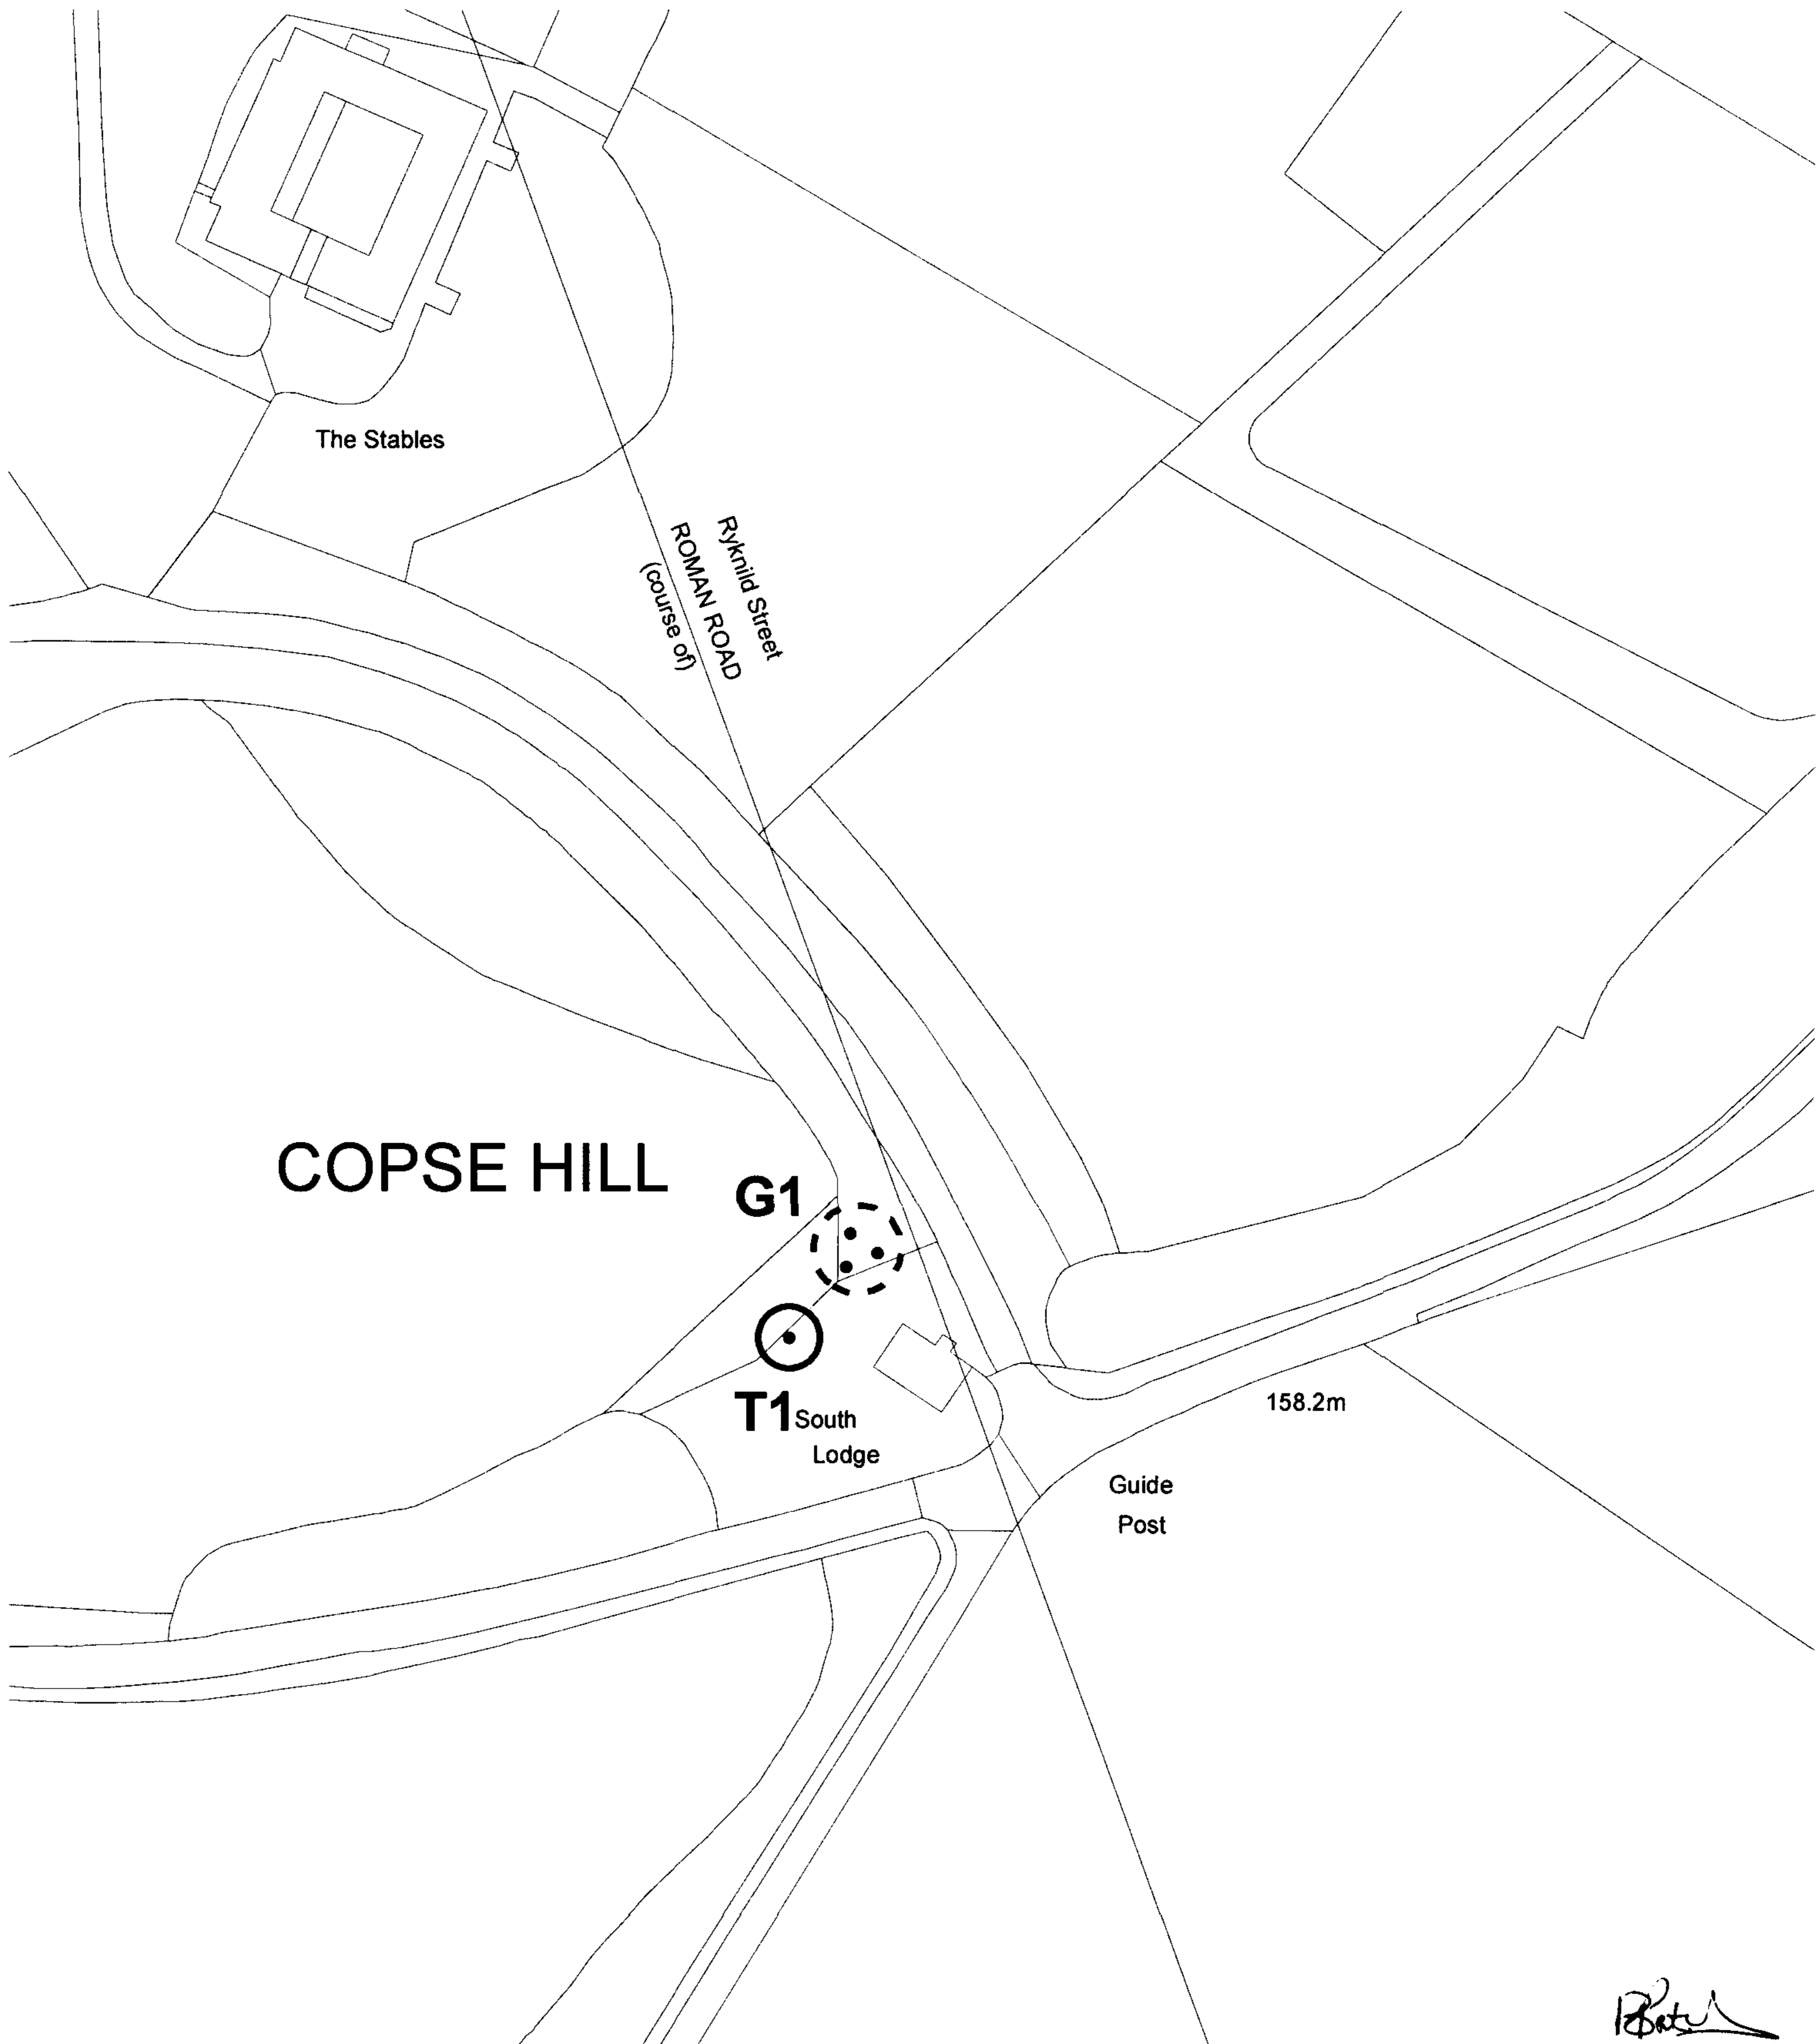 The Stables
Ryknild Street
ROMAN ROAD
(course of)
COPSE HILL
G1
T1
South
Lodge
158.2m
Guide
Post